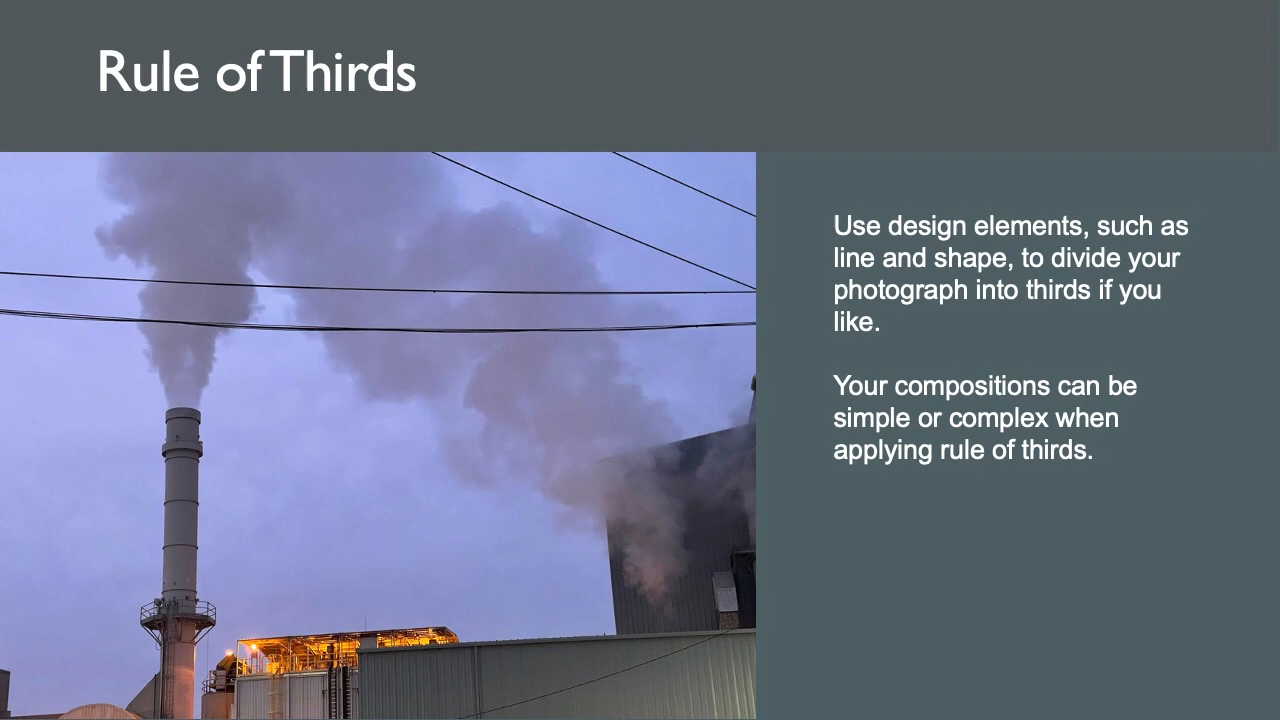 Rule of Thirds
Use design elements, such as
line and shape, to divide your
photograph into thirds if you
like.
Your compositions can be
simple or complex when
applying rule of thirds.